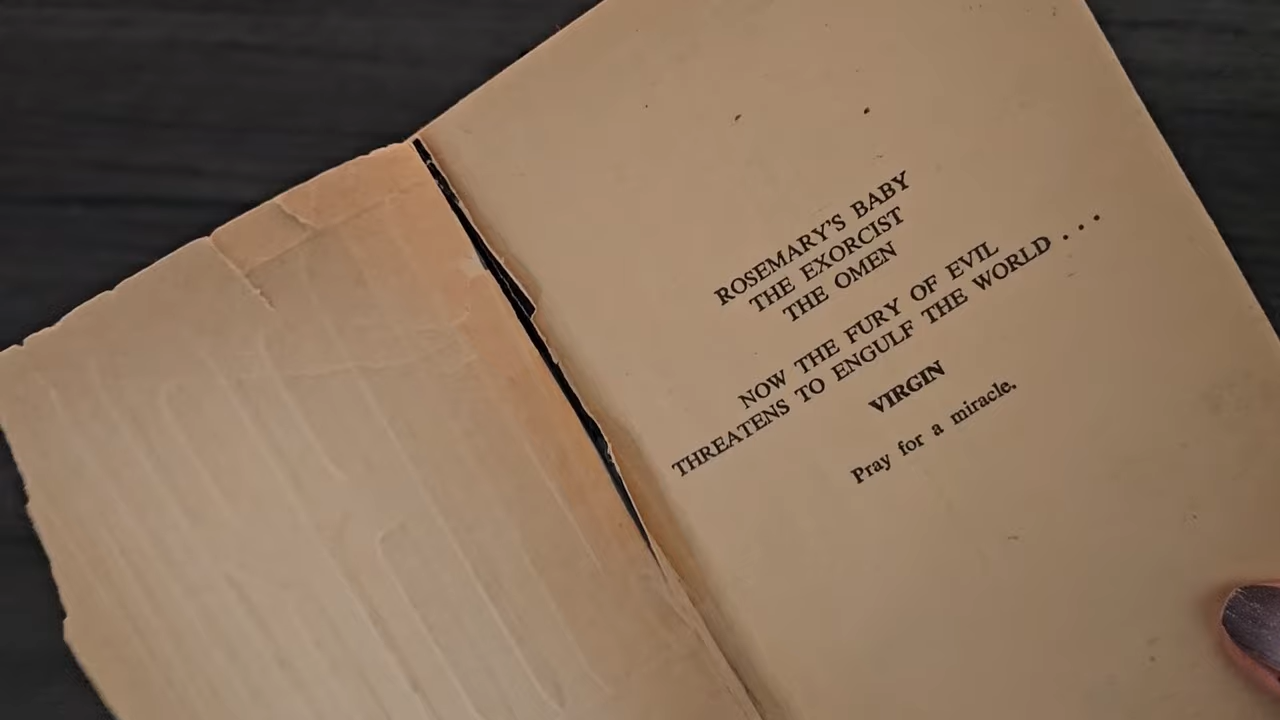 ROSEMARY'S BABY
THE EXORCIST
THE OMEN
NOW THE FURY OF EVIL
THREATENS TO ENGULF THE WORLD . . .
VIRGIN
Pray for a miracle.